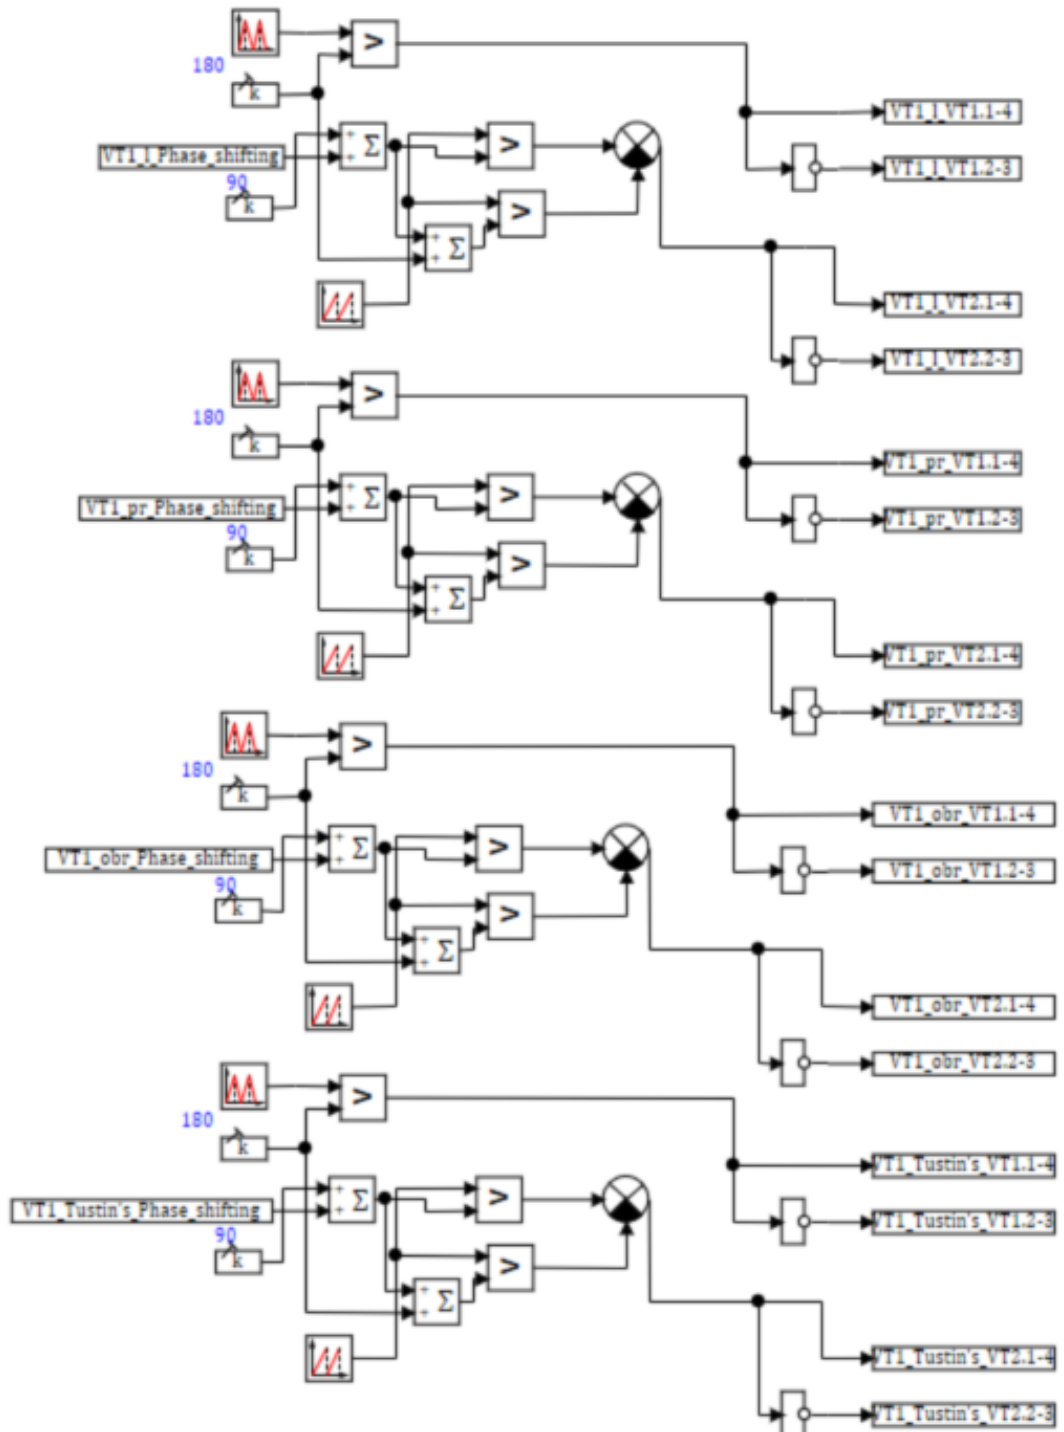 180
k
>
VT1_l_VT1.1-4
VT1_l_Phase_shifting
+
+
Σ
>
VT1_l_VT1.2-3
90
k
>
+
+
Σ
VT1_l_VT2.1-4
VT1_l_VT2.2-3
>
180
k
VT1_pr_VT1.1-4
VT1_pr_Phase_shifting
+
+
Σ
>
VT1_pr_VT1.2-3
90
k
>
+
+
Σ
VT1_pr_VT2.1-4
VT1_pr_VT2.2-3
>
180
k
VT1_obr_VT1.1-4
VT1_obr_Phase_shifting
+
+
Σ
>
VT1_obr_VT1.2-3
90
k
>
+
+
Σ
VT1_obr_VT2.1-4
VT1_obr_VT2.2-3
>
180
k
VT1_Tustin's_VT1.1-4
VT1_Tustin's_Phase_shifting
+
+
Σ
>
VT1_Tustin's_VT1.2-3
90
k
>
+
+
Σ
VT1_Tustin's_VT2.1-4
VT1_Tustin's_VT2.2-3